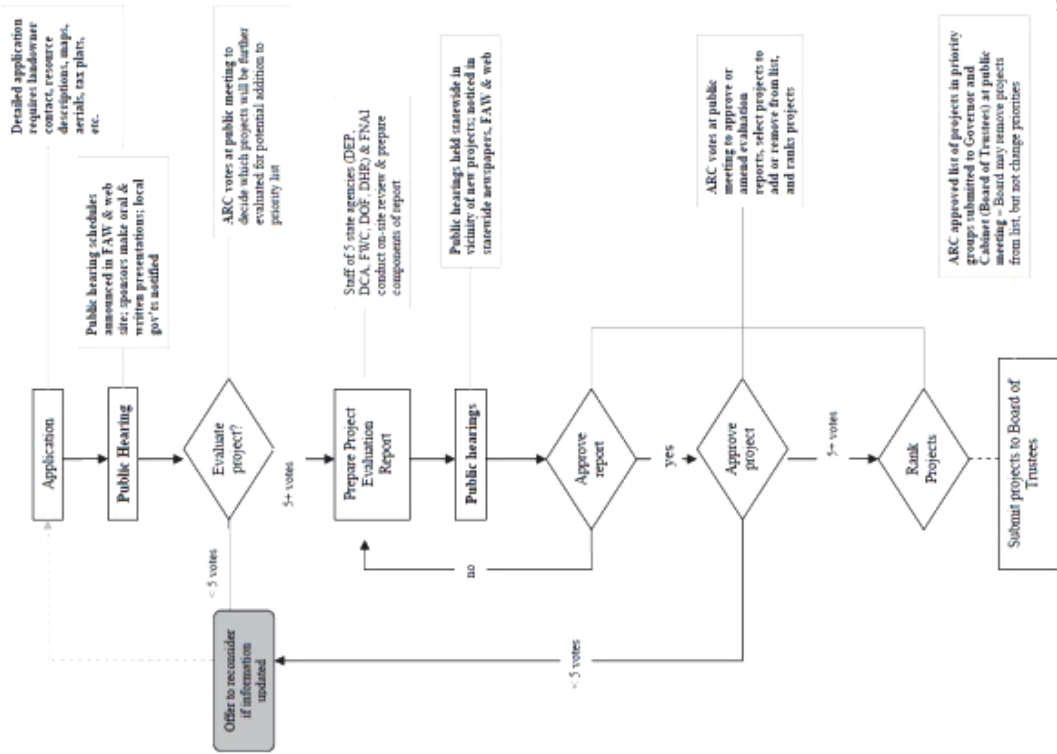 Detailed application
requires landowner
contact, resource
descriptions, maps,
aerials, tax plats,
etc.
Application
Public hearing schedules
announced in FAW & web
site; sponsors make oral &
written presentations; local
gov'ts notified
Public Hearing
ARC votes at public meeting to
decide which projects will be further
evaluated for potential addition to
priority list
Evaluate
project?
< 5 votes
5+ votes
Offer to reconsider
if information
updated
Staff of 5 state agencies (DEP,
DCA, FWC, DOF, DHR) & FNAI
conduct on-site review & prepare
components of report
Prepare Project
Evaluation
Report
Public hearings held statewide in
vicinity of new projects; noticed in
statewide newspapers, FAW & web
Public hearings
no
Approve
report
yes
ARC votes at public
meeting to approve or
amend evaluation
reports, select projects to
add or remove from list,
and ranks projects
Approve
project
< 5 votes
5+ votes
Rank
Projects
ARC approved list of projects in priority
groups submitted to Governor and
Cabinet (Board of Trustees) at public
meeting – Board may remove projects
from list, but not change priorities
Submit projects to Board of
Trustees